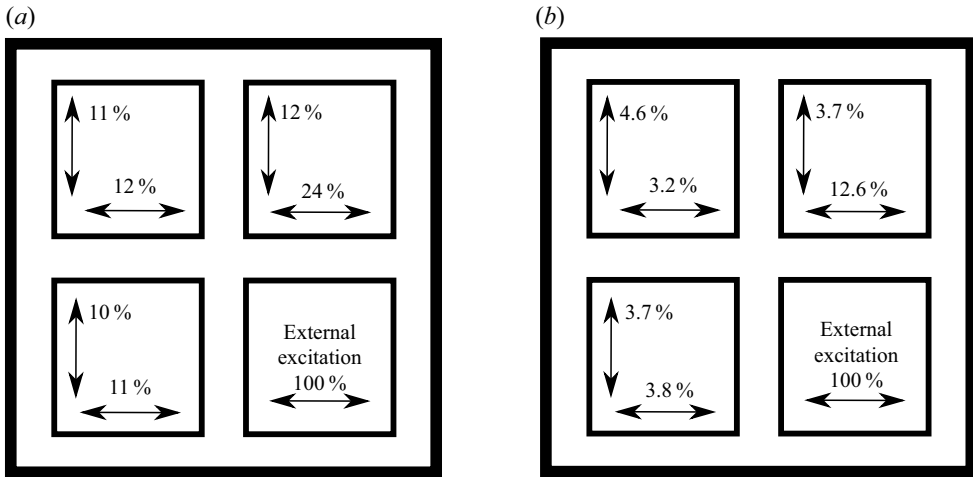 (a)
11 %
12 %
12 %
24 %
10 %
11 %
External
excitation
100 %
(b)
4.6 %
3.2 %
3.7 %
12.6 %
3.7 %
3.8 %
External
excitation
100 %